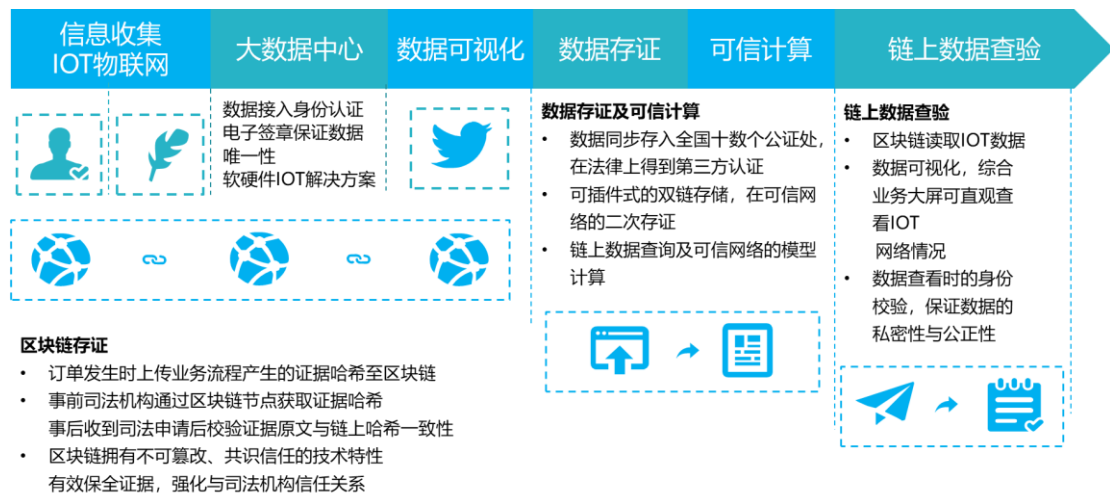 信息收集
IOT物联网
大数据中心
数据可视化
数据存证
可信计算
链上数据查验
数据接入身份认证
电子签章保证数据
唯一性
软硬件IOT解决方案
数据存证及可信计算
• 数据同步存入全国十数个公证处，
在法律上得到第三方认证
• 可插件式的双链存储，在可信网
络的二次存证
• 链上数据查询及可信网络的模型
计算
链上数据查验
• 区块链读取IOT数据
• 数据可视化，综合
业务大屏可直观查
看IOT
网络情况
• 数据查看时的身份
校验，保证数据的
私密性与公正性
区块链存证
• 订单发生时上传业务流程产生的证据哈希至区块链
• 事前司法机构通过区块链节点获取证据哈希
事后收到司法申请后校验证据原文与链上哈希一致性
• 区块链拥有不可篡改、共识信任的技术特性
有效保全证据，强化与司法机构信任关系